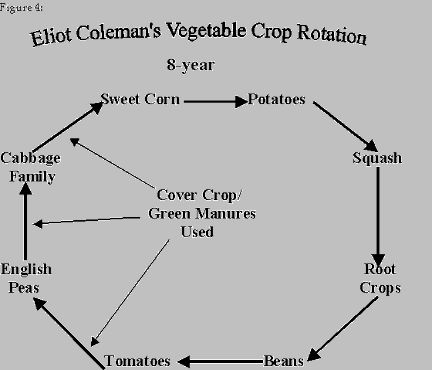 Figure 4:
Eliot Coleman's Vegetable Crop Rotation
8-year
Sweet Corn
Potatoes
Cabbage
Family
Squash
Cover Crop/
Green Manures
Used
English
Peas
Root
Crops
Tomatoes
Beans